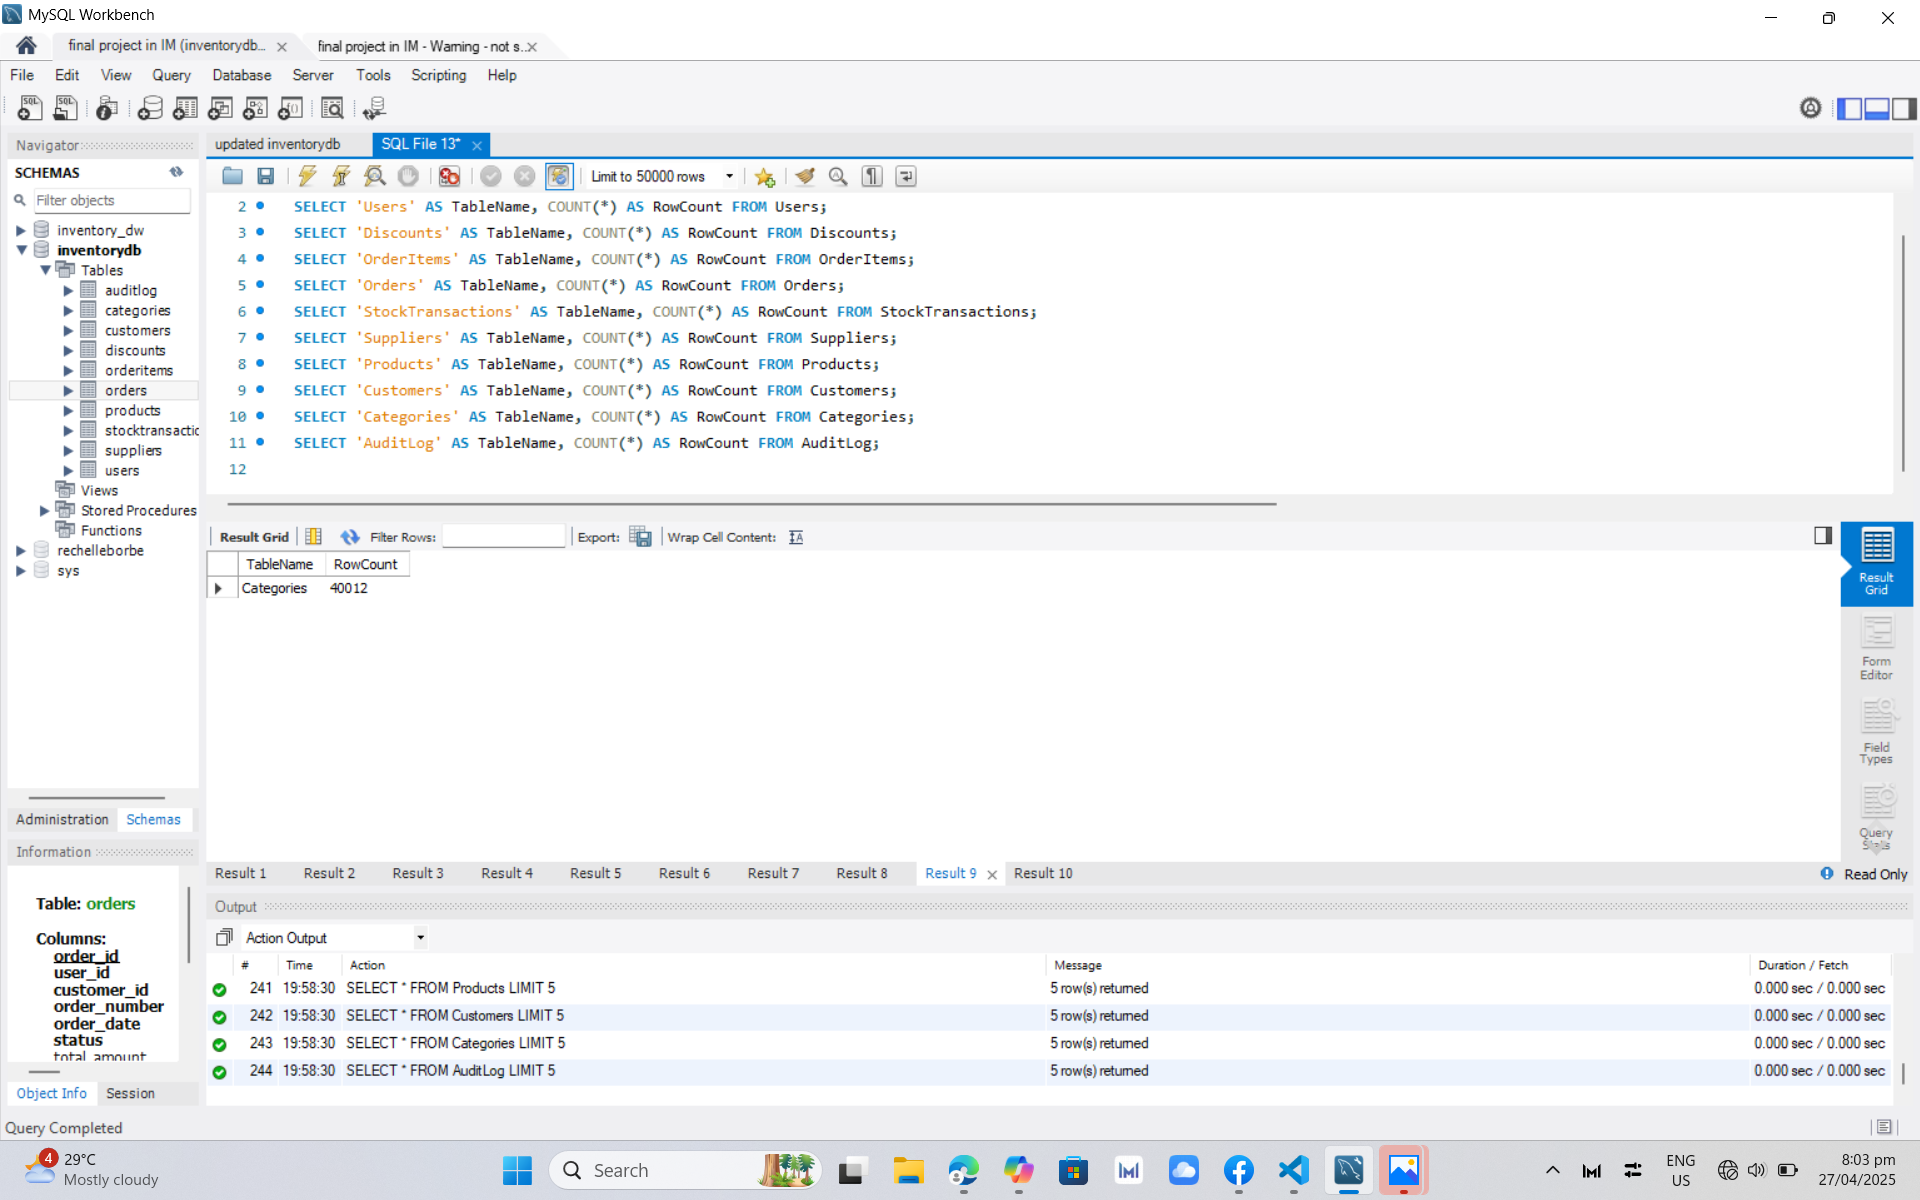 MySQL Workbench
final project in IM (inventorydb...
final project in IM - Warning - not s...
File Edit View Query Database Server Tools Scripting Help
Navigator
SCHEMAS
Filter objects
inventory_dw
inventorydb
Tables
auditlog
categories
customers
discounts
orderitems
orders
products
stocktransactic
suppliers
users
Views
Stored Procedures
Functions
rechelleborbe
sys
Administration Schemas
Information
Table: orders
Columns:
order_id
user_id
customer_id
order_number
order_date
status
total_amount
Object Info Session
updated inventorydb SQL File 13*
Limit to 50000 rows
2 SELECT 'Users' AS TableName, COUNT(*) AS RowCount FROM Users;
3 SELECT 'Discounts' AS TableName, COUNT(*) AS RowCount FROM Discounts;
4 SELECT 'OrderItems' AS TableName, COUNT(*) AS RowCount FROM OrderItems;
5 SELECT 'Orders' AS TableName, COUNT(*) AS RowCount FROM Orders;
6 SELECT 'StockTransactions' AS TableName, COUNT(*) AS RowCount FROM StockTransactions;
7 SELECT 'Suppliers' AS TableName, COUNT(*) AS RowCount FROM Suppliers;
8 SELECT 'Products' AS TableName, COUNT(*) AS RowCount FROM Products;
9 SELECT 'Customers' AS TableName, COUNT(*) AS RowCount FROM Customers;
10 SELECT 'Categories' AS TableName, COUNT(*) AS RowCount FROM Categories;
11 SELECT 'AuditLog' AS TableName, COUNT(*) AS RowCount FROM AuditLog;
12
Result Grid Filter Rows: Export: Wrap Cell Content:
TableName RowCount
Categories 40012
Result Grid
Form Editor
Field Types
Query Stats
Result 1 Result 2 Result 3 Result 4 Result 5 Result 6 Result 7 Result 8 Result 9 Result 10
Read Only
Output
Action Output
# Time Action Message Duration / Fetch
241 19:58:30 SELECT * FROM Products LIMIT 5 5 row(s) returned 0.000 sec / 0.000 sec
242 19:58:30 SELECT * FROM Customers LIMIT 5 5 row(s) returned 0.000 sec / 0.000 sec
243 19:58:30 SELECT * FROM Categories LIMIT 5 5 row(s) returned 0.000 sec / 0.000 sec
244 19:58:30 SELECT * FROM AuditLog LIMIT 5 5 row(s) returned 0.000 sec / 0.000 sec
Query Completed
4
29°C
Mostly cloudy
Search
ENG
US
8:03 pm
27/04/2025